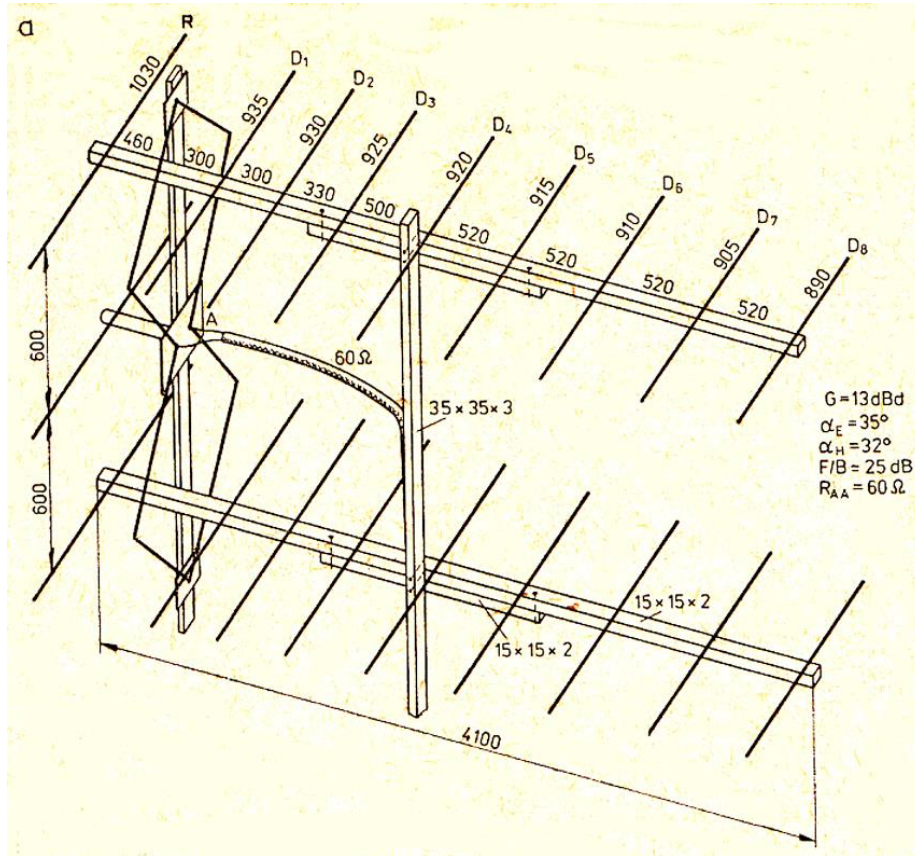 a
R
D1
D2
D3
D4
D5
D6
D7
D8
1030
935
930
925
920
915
910
905
890
460
300
300
330
500
520
520
520
520
600
600
A
60 Ω
35 × 35 × 3
G = 13 dBd
αE = 35°
αH = 32°
F/B = 25 dB
RAA = 60 Ω
15 × 15 × 2
15 × 15 × 2
4100